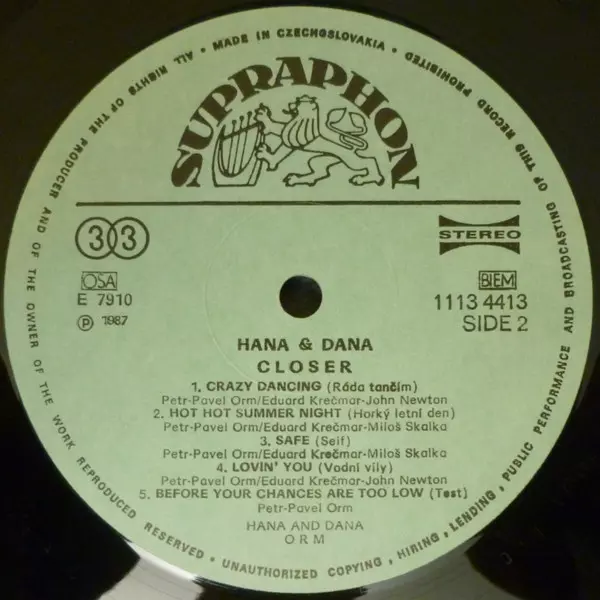 ALL RIGHTS OF THE PRODUCER AND OF THE OWNER OF THE WORK REPRODUCED RESERVED • UNAUTHORIZED COPYING, HIRING, LENDING, PUBLIC PERFORMANCE AND BROADCASTING OF THIS RECORD PROHIBITED • MADE IN CZECHOSLOVAKIA •
SUPRAPHON
33
STEREO
OSA
BIEM
E 7910
1113 4413
℗ 1987
SIDE 2
HANA & DANA
CLOSER
1. CRAZY DANCING (Ráda tančím)
Petr-Pavel Orm/Eduard Krečmar-John Newton
2. HOT HOT SUMMER NIGHT (Horký letní den)
Petr-Pavel Orm/Eduard Krečmar-Miloš Skalka
3. SAFE (Seif)
Petr-Pavel Orm/Eduard Krečmar-Miloš Skalka
4. LOVIN' YOU (Vodní víly)
Petr-Pavel Orm/Eduard Krečmar-John Newton
5. BEFORE YOUR CHANCES ARE TOO LOW (Test)
Petr-Pavel Orm
HANA AND DANA
ORM